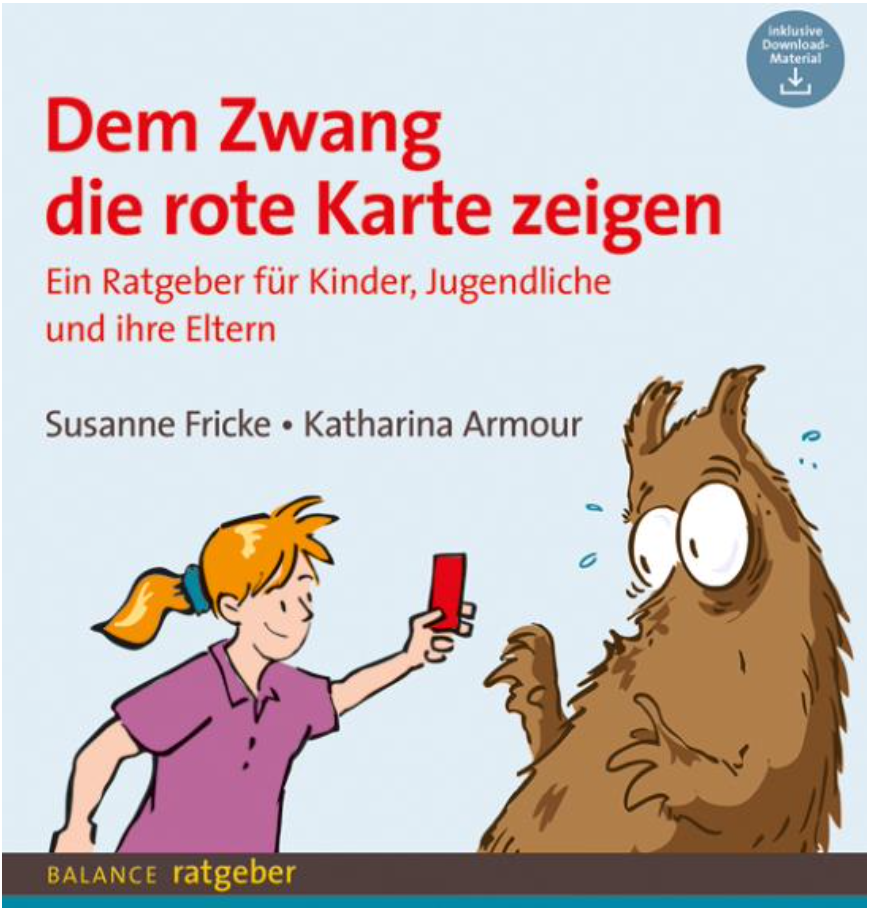 inklusive
Download-
Material
Dem Zwang
die rote Karte zeigen
Ein Ratgeber für Kinder, Jugendliche
und ihre Eltern
Susanne Fricke • Katharina Armour
BALANCE ratgeber